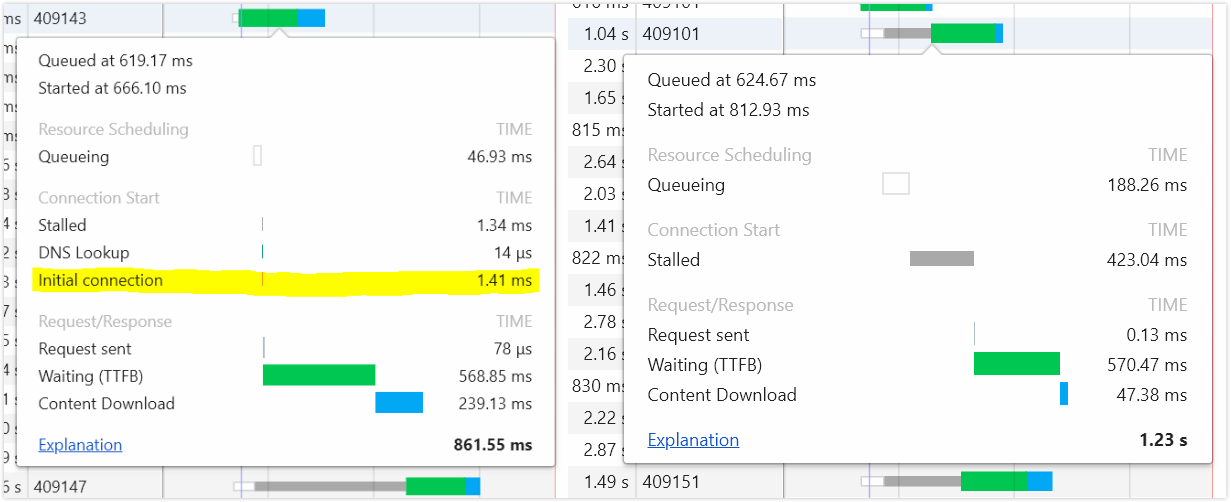 ms 409143
Queued at 619.17 ms
Started at 666.10 ms
Resource Scheduling TIME
Queueing 46.93 ms
Connection Start TIME
Stalled 1.34 ms
DNS Lookup 14 µs
Initial connection 1.41 ms
Request/Response TIME
Request sent 78 µs
Waiting (TTFB) 568.85 ms
Content Download 239.13 ms
Explanation 861.55 ms
409147
1.04 s 409101
2.30
1.65
815 ms
2.64
2.03
1.41
822 ms
1.46
2.78
2.16
830 ms
2.22
2.87
Queued at 624.67 ms
Started at 812.93 ms
Resource Scheduling TIME
Queueing 188.26 ms
Connection Start TIME
Stalled 423.04 ms
Request/Response TIME
Request sent 0.13 ms
Waiting (TTFB) 570.47 ms
Content Download 47.38 ms
Explanation 1.23 s
1.49 s 409151